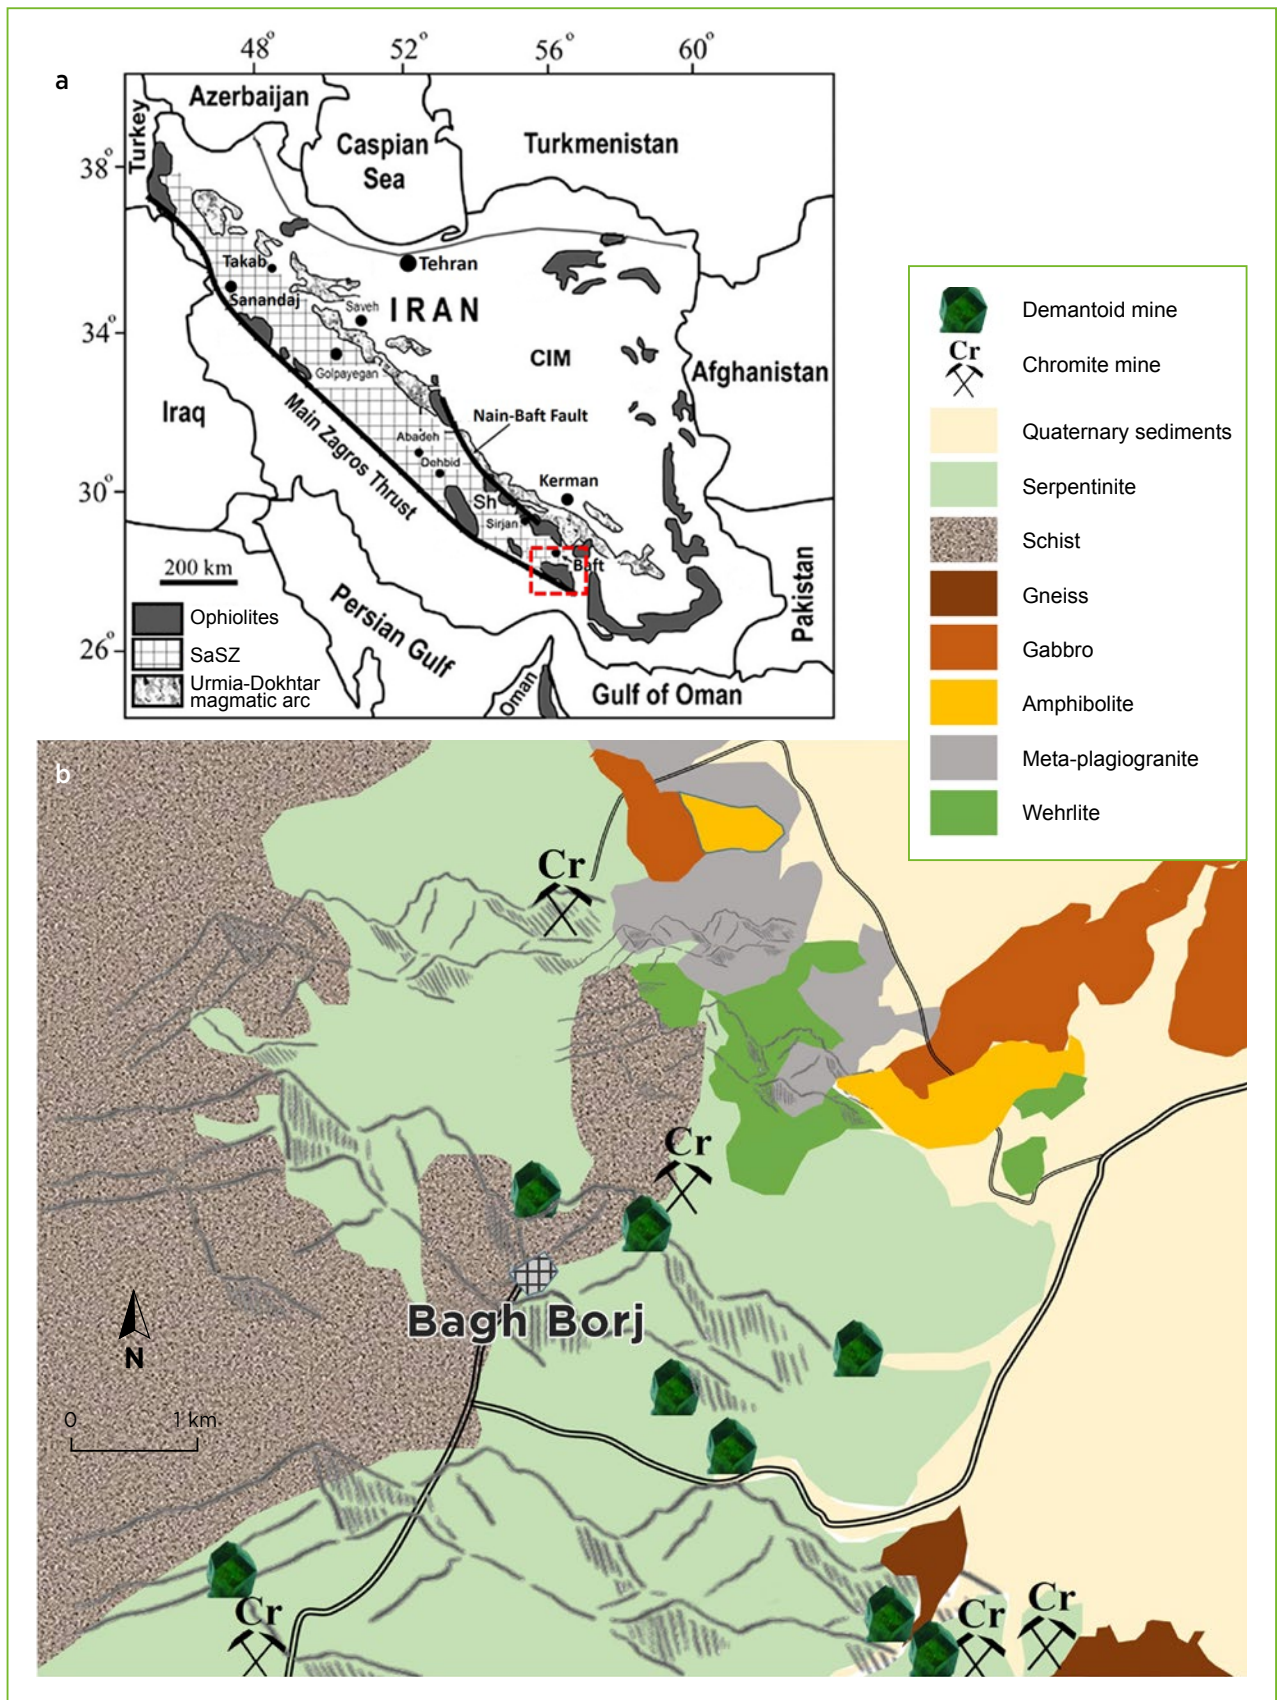 48°
52°
56°
60°
a
Turkey
Azerbaijan
Caspian
Sea
Turkmenistan
38°
Takab
Tehran
Sanandaj
Saveh
IRAN
34°
Golpayegan
CIM
Afghanistan
Iraq
Main Zagros Thrust
Nain-Baft Fault
Abadeh
Dehbid
Kerman
30°
Sh
Sirjan
Baft
200 km
Persian Gulf
Pakistan
Ophiolites
SaSZ
26°
Urmia-Dokhtar
magmatic arc
Oman
Gulf of Oman
Demantoid mine
Cr
Chromite mine
Quaternary sediments
Serpentinite
Schist
Gneiss
Gabbro
Amphibolite
Meta-plagiogranite
Wehrlite
b
Cr
Cr
Bagh Borj
N
0 1 km
Cr
Cr
Cr